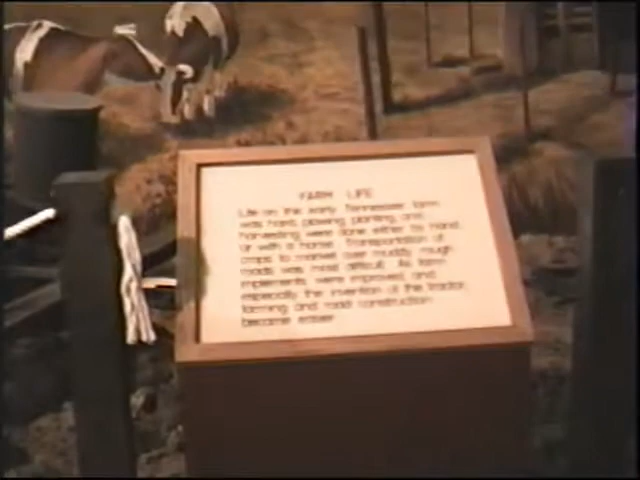 FARM LIFE
Life on the early Tennessee farm
was hard, plowing, planting, and
harvesting were done either by hand,
or with a horse. Transportation of
crops to market over muddy, rough
roads was most difficult. As farm
implements were improved, and
especially the invention of the tractor,
farming and road construction
became easier.